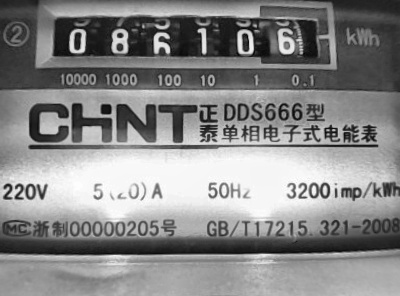 ② 086106 kWh
10000 1000 100 10 1 0.1
CHNT 正泰 DDS666型
单相电子式电能表
220V 5(20)A 50Hz 3200imp/kWh
MC 浙制00000205号 GB/T17215.321-2008